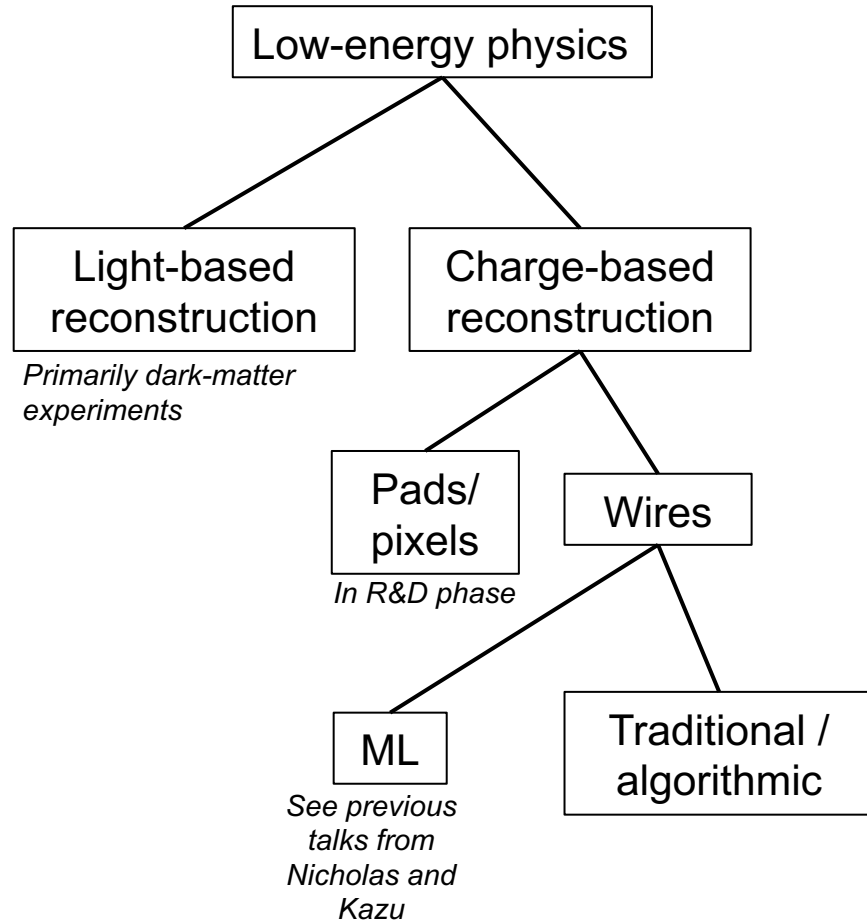 Low-energy physics
Light-based
reconstruction
Primarily dark-matter
experiments
Charge-based
reconstruction
Pads/
pixels
In R&D phase
Wires
ML
See previous
talks from
Nicholas and
Kazu
Traditional /
algorithmic